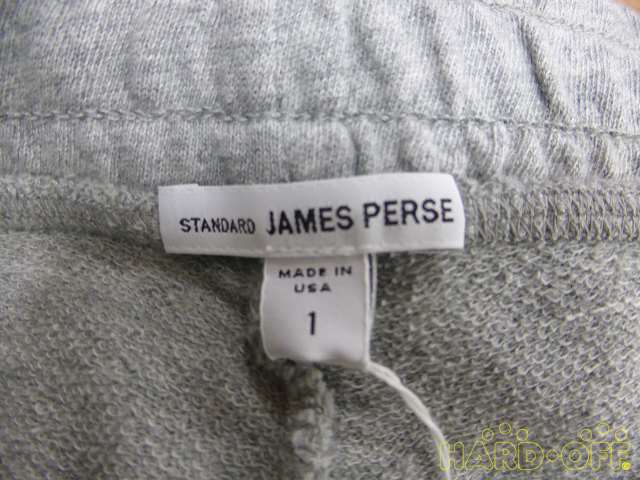 STANDARD JAMES PERSE
MADE IN
USA
1
HARD·OFF